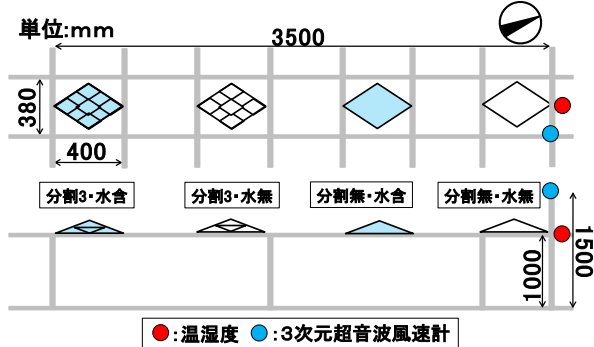 単位:mm
3500
380
400
分割3・水含
分割3・水無
分割無・水含
分割無・水無
1000
1500
:温湿度
:3次元超音波風速計